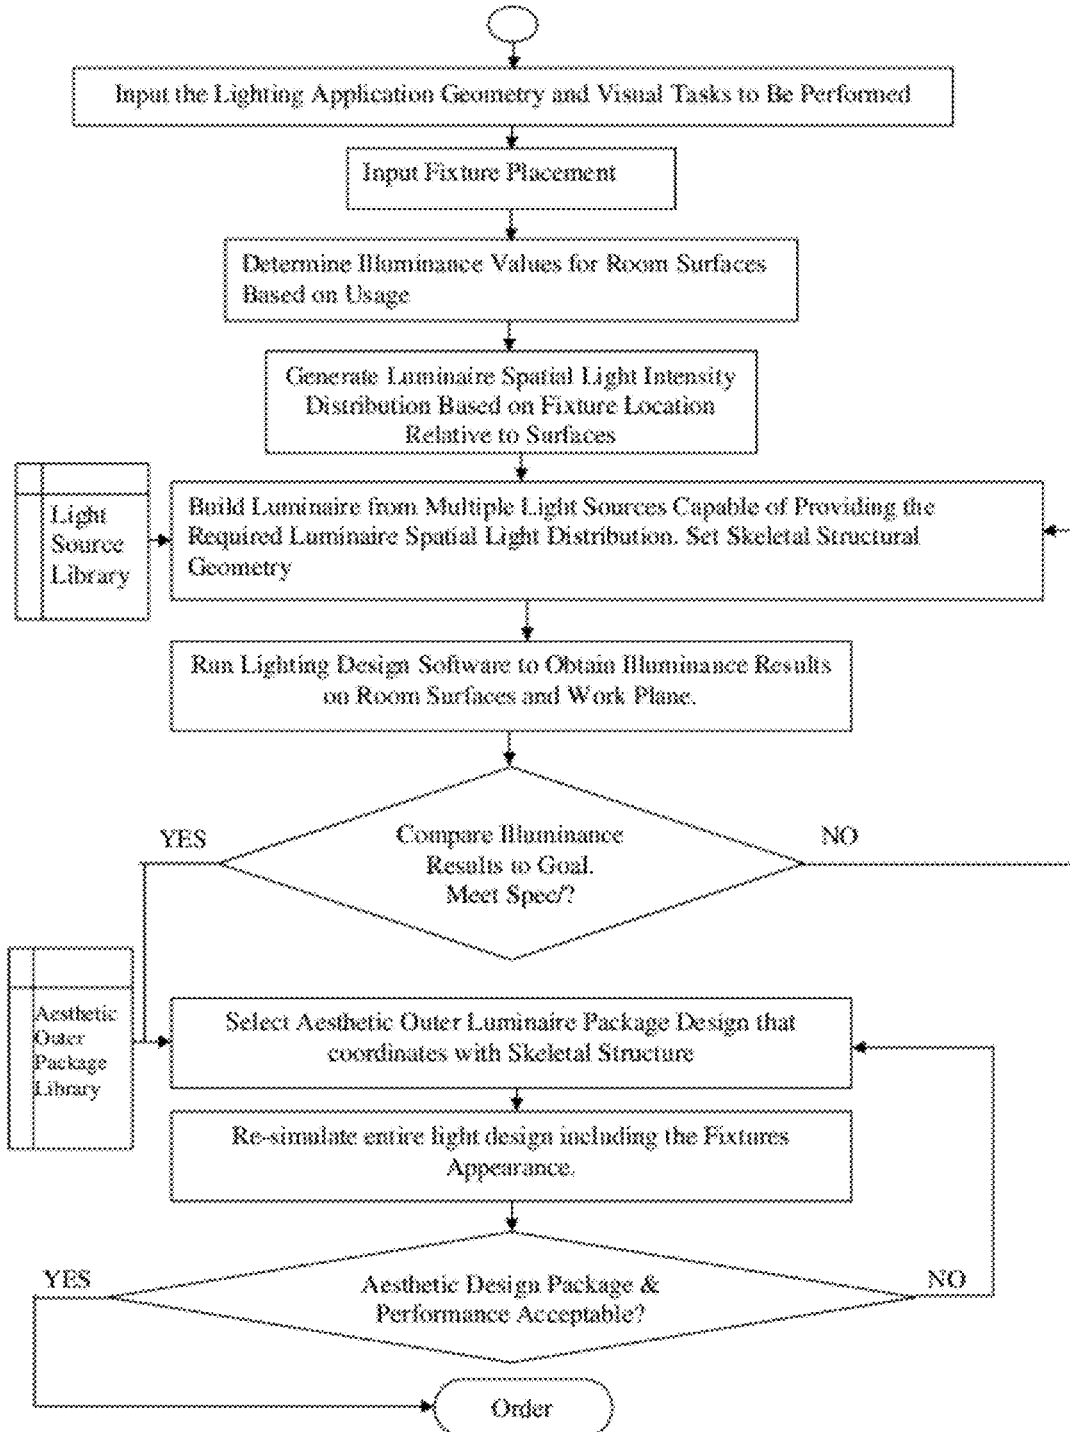 Input the Lighting Application Geometry and Visual Tasks to Be Performed
Input Fixture Placement
Determine Illuminance Values for Room Surfaces
Based on Usage
Generate Luminaire Spatial Light Intensity
Distribution Based on Fixture Location
Relative to Surfaces
Light
Source
Library
Build Luminaire from Multiple Light Sources Capable of Providing the
Required Luminaire Spatial Light Distribution. Set Skeletal Structural
Geometry
Run Lighting Design Software to Obtain Illuminance Results
on Room Surfaces and Work Plane.
YES
Compare Illuminance
Results to Goal.
Meet Spec/?
NO
Aesthetic
Outer
Package
Library
Select Aesthetic Outer Luminaire Package Design that
coordinates with Skeletal Structure
Re-simulate entire light design including the Fixtures
Appearance.
YES
Aesthetic Design Package &
Performance Acceptable?
NO
Order